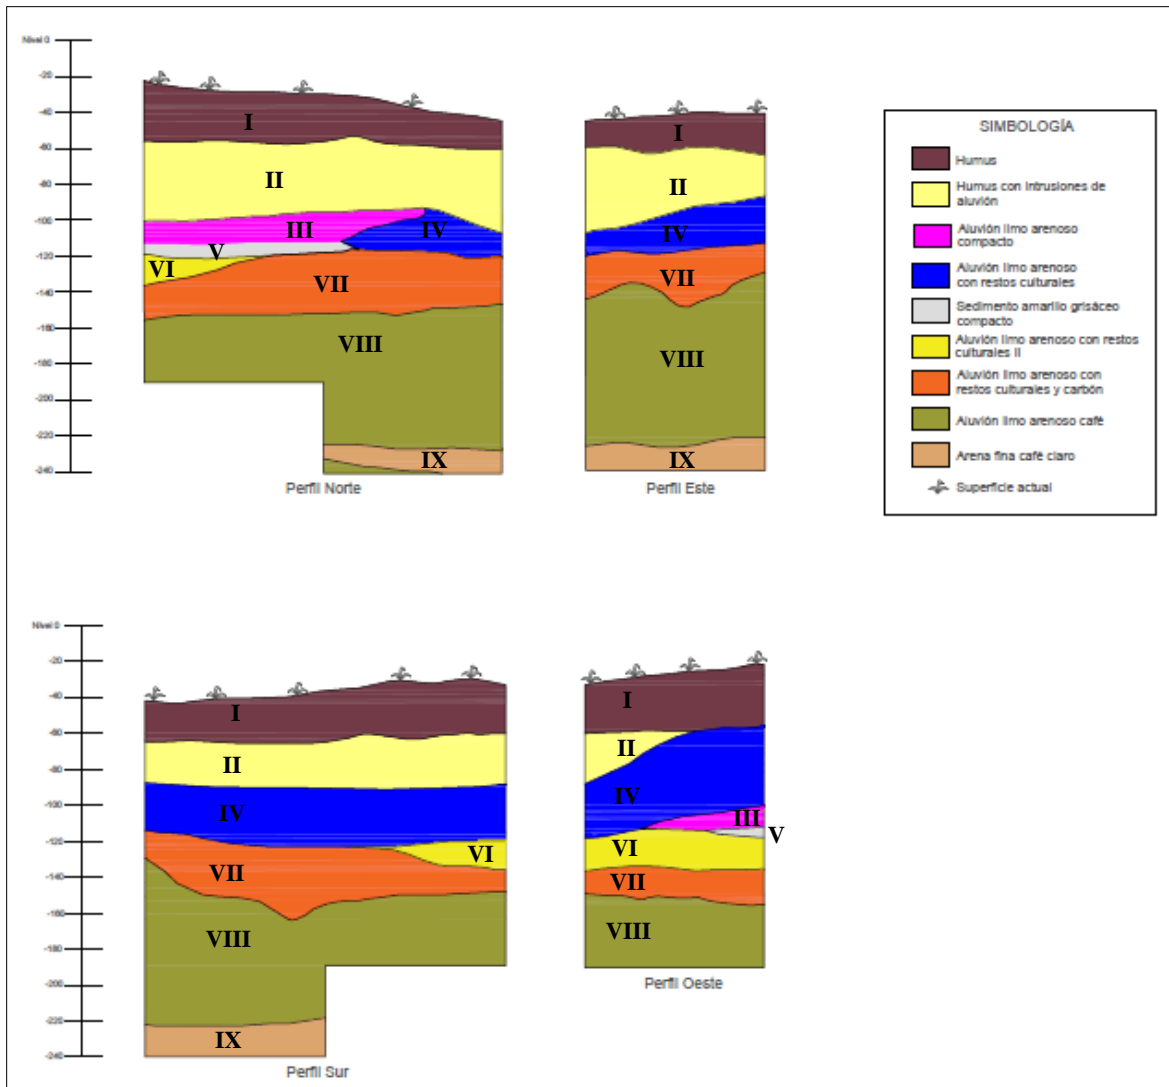 Nivel 0
-20
-40
-60
-80
-100
-120
-140
-160
-180
-200
-220
-240
I
II
III
IV
V
VI
VII
VIII
IX
Perfil Norte
I
II
IV
VII
VIII
IX
Perfil Este
SIMBOLOGÍA
Humus
Humus con intrusiones de
aluvión
Aluvión limo arenoso
compacto
Aluvión limo arenoso
con restos culturales
Sedimento amarillo grisáceo
compacto
Aluvión limo arenoso con restos
culturales II
Aluvión limo arenoso con
restos culturales y carbón
Aluvión limo arenoso café
Arena fina café claro
Superficie actual
Nivel 0
-20
-40
-60
-80
-100
-120
-140
-160
-180
-200
-220
-240
I
II
IV
VI
VII
VIII
IX
Perfil Sur
I
II
IV
III
V
VI
VII
VIII
Perfil Oeste